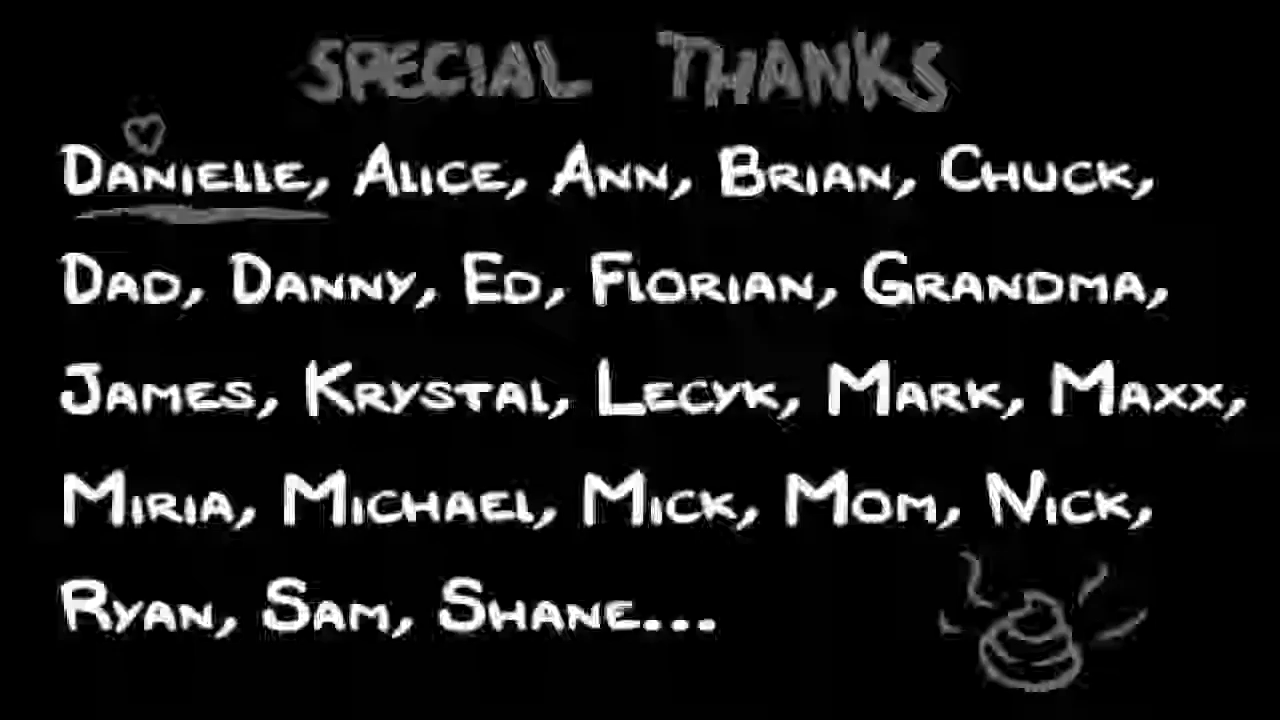 SPECIAL THANKS
DANIELLE, ALICE, ANN, BRIAN, CHUCK,
DAD, DANNY, ED, FLORIAN, GRANDMA,
JAMES, KRYSTAL, LECYK, MARK, MAXX,
MIRIA, MICHAEL, MICK, MOM, NICK,
RYAN, SAM, SHANE...